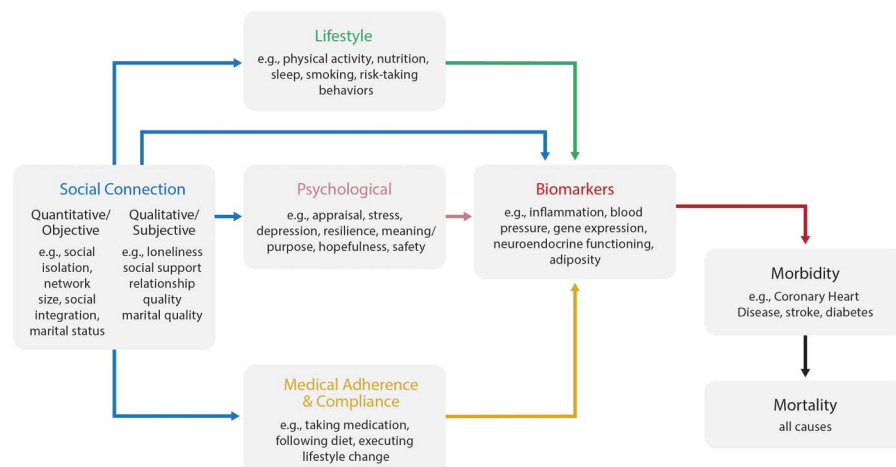 Lifestyle
e.g., physical activity, nutrition,
sleep, smoking, risk-taking
behaviors
Social Connection
Quantitative/
Objective
e.g., social
isolation,
network
size, social
integration,
marital status
Qualitative/
Subjective
e.g., loneliness
social support
relationship
quality
marital quality
Psychological
e.g., appraisal, stress,
depression, resilience, meaning/
purpose, hopefulness, safety
Biomarkers
e.g., inflammation, blood
pressure, gene expression,
neuroendocrine functioning,
adiposity
Medical Adherence
& Compliance
e.g., taking medication,
following diet, executing
lifestyle change
Morbidity
e.g., Coronary Heart
Disease, stroke, diabetes
Mortality
all causes